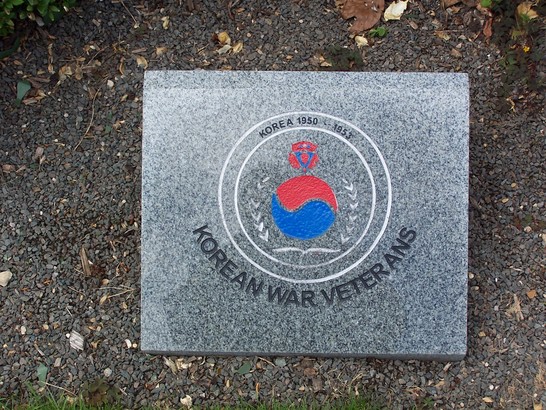 KOREA 1950 - 1953
KOREAN WAR VETERANS